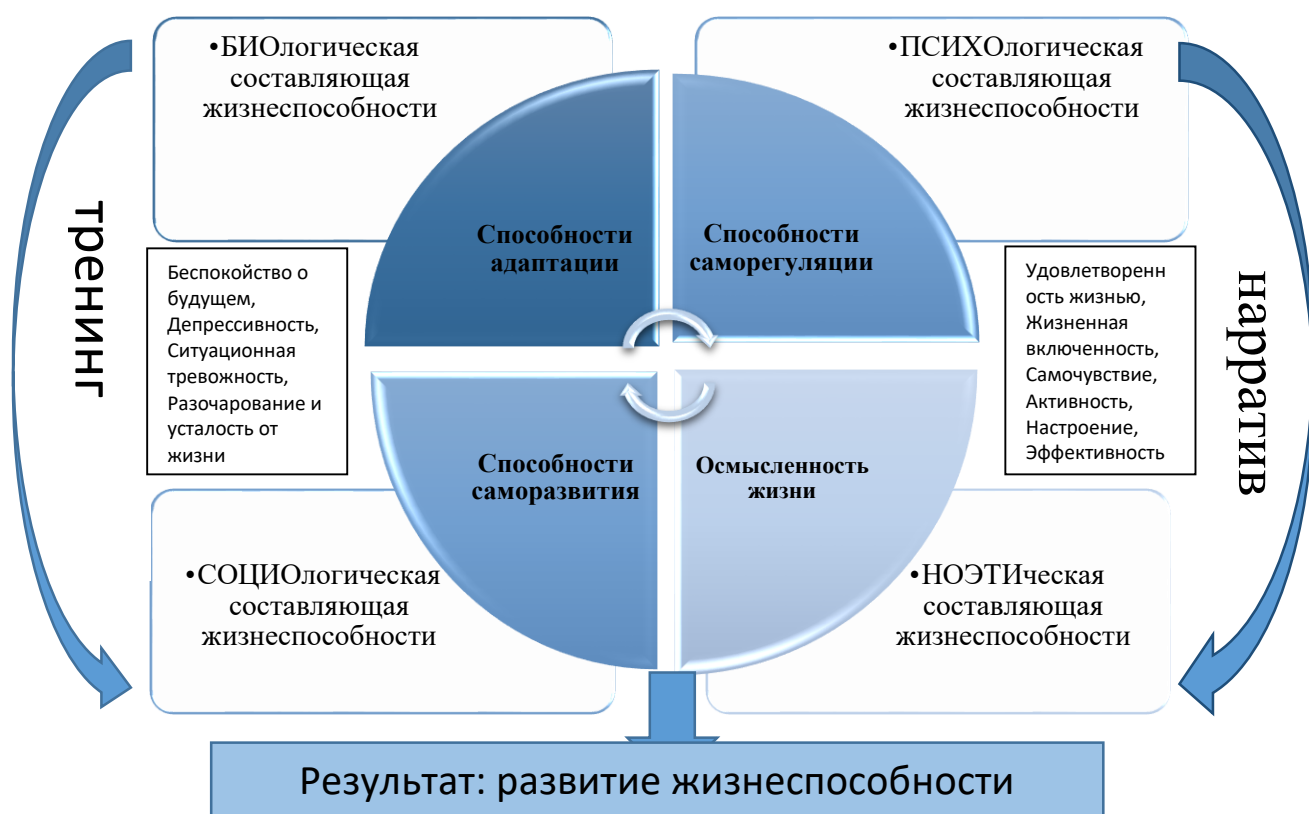 •БИОлогическая
составляющая
жизнеспособности
•ПСИХОлогическая
составляющая
жизнеспособности
тренинг
Способности
адаптации
Способности
саморегуляции
Беспокойство о
будущем,
Депрессивность,
Ситуационная
тревожность,
Разочарование и
усталость от
жизни
Удовлетворенн
ость жизнью,
Жизненная
включенность,
Самочувствие,
Активность,
Настроение,
Эффективность
нарратив
Способности
саморазвития
Осмысленность
жизни
•СОЦИОлогическая
составляющая
жизнеспособности
•НОЭТИческая
составляющая
жизнеспособности
Результат: развитие жизнеспособности